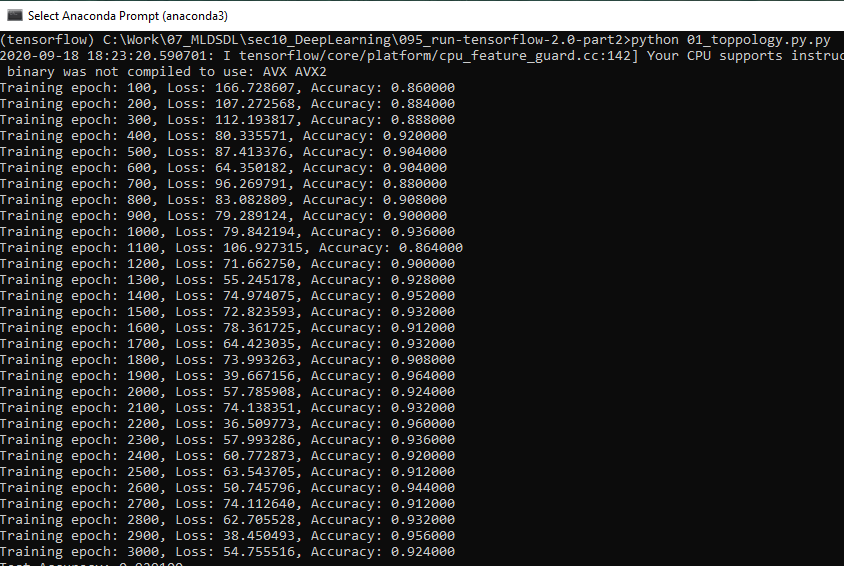 Select Anaconda Prompt (anaconda3)
(tensorflow) C:\Work\07_MLDSDL\sec10_DeepLearning\095_run-tensorflow-2.0-part2>python 01_toppology.py.py
2020-09-18 18:23:20.590701: I tensorflow/core/platform/cpu_feature_guard.cc:142] Your CPU supports instruc
binary was not compiled to use: AVX AVX2
Training epoch: 100, Loss: 166.728607, Accuracy: 0.860000
Training epoch: 200, Loss: 107.272568, Accuracy: 0.884000
Training epoch: 300, Loss: 112.193817, Accuracy: 0.888000
Training epoch: 400, Loss: 80.335571, Accuracy: 0.920000
Training epoch: 500, Loss: 87.413376, Accuracy: 0.904000
Training epoch: 600, Loss: 64.350182, Accuracy: 0.904000
Training epoch: 700, Loss: 96.269791, Accuracy: 0.880000
Training epoch: 800, Loss: 83.082809, Accuracy: 0.908000
Training epoch: 900, Loss: 79.289124, Accuracy: 0.900000
Training epoch: 1000, Loss: 79.842194, Accuracy: 0.936000
Training epoch: 1100, Loss: 106.927315, Accuracy: 0.864000
Training epoch: 1200, Loss: 71.662750, Accuracy: 0.900000
Training epoch: 1300, Loss: 55.245178, Accuracy: 0.928000
Training epoch: 1400, Loss: 74.974075, Accuracy: 0.952000
Training epoch: 1500, Loss: 72.823593, Accuracy: 0.932000
Training epoch: 1600, Loss: 78.361725, Accuracy: 0.912000
Training epoch: 1700, Loss: 64.423035, Accuracy: 0.932000
Training epoch: 1800, Loss: 73.993263, Accuracy: 0.908000
Training epoch: 1900, Loss: 39.667156, Accuracy: 0.964000
Training epoch: 2000, Loss: 57.785908, Accuracy: 0.924000
Training epoch: 2100, Loss: 74.138351, Accuracy: 0.932000
Training epoch: 2200, Loss: 36.509773, Accuracy: 0.960000
Training epoch: 2300, Loss: 57.993286, Accuracy: 0.936000
Training epoch: 2400, Loss: 60.772873, Accuracy: 0.920000
Training epoch: 2500, Loss: 63.543705, Accuracy: 0.912000
Training epoch: 2600, Loss: 50.745796, Accuracy: 0.944000
Training epoch: 2700, Loss: 74.112640, Accuracy: 0.912000
Training epoch: 2800, Loss: 62.705528, Accuracy: 0.932000
Training epoch: 2900, Loss: 38.450493, Accuracy: 0.956000
Training epoch: 3000, Loss: 54.755516, Accuracy: 0.924000
Test Accuracy: